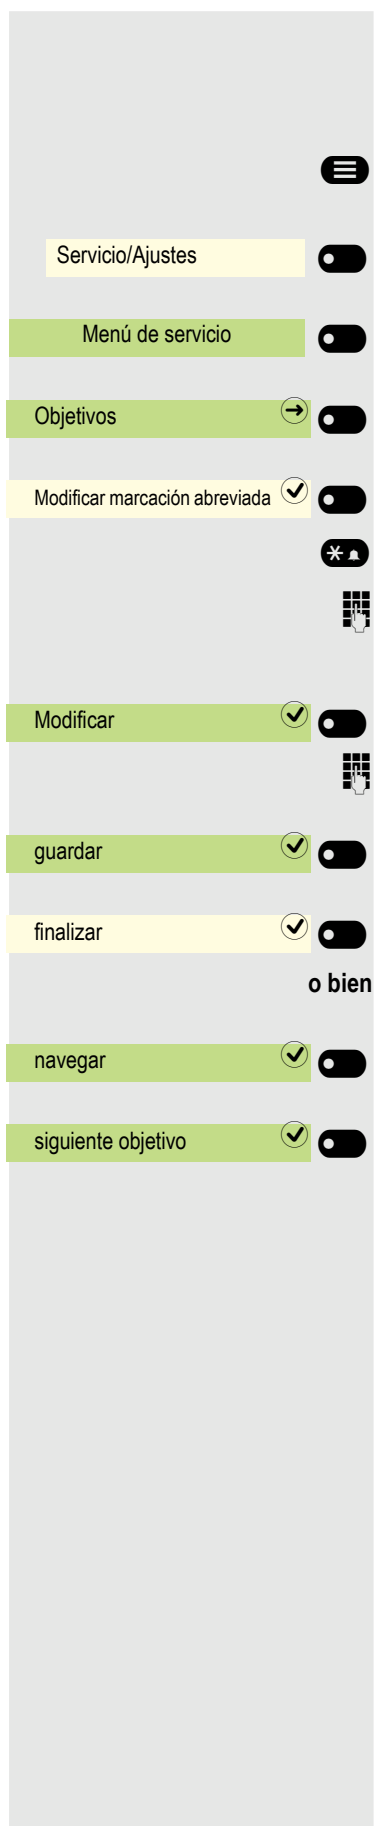 Servicio/Ajustes
Menú de servicio
Objetivos
Modificar marcación abreviada
Modificar
guardar
finalizar
o bien
navegar
siguiente objetivo